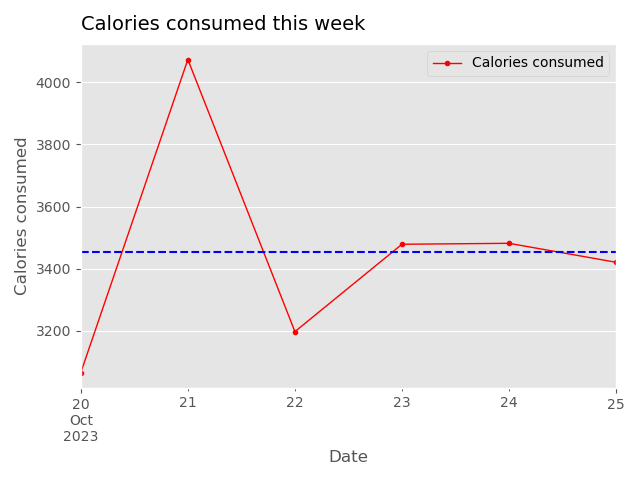 Calories consumed this week
Calories consumed
4000
3800
3600
3400
3200
Calories consumed
20
Oct
2023
21
22
23
24
25
Date